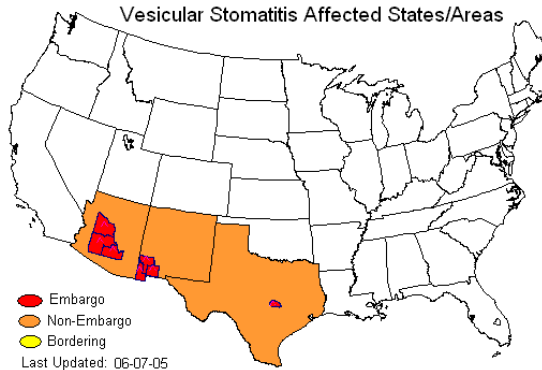 Vesicular Stomatitis Affected States/Areas
Embargo
Non-Embargo
Bordering
Last Updated: 06-07-05